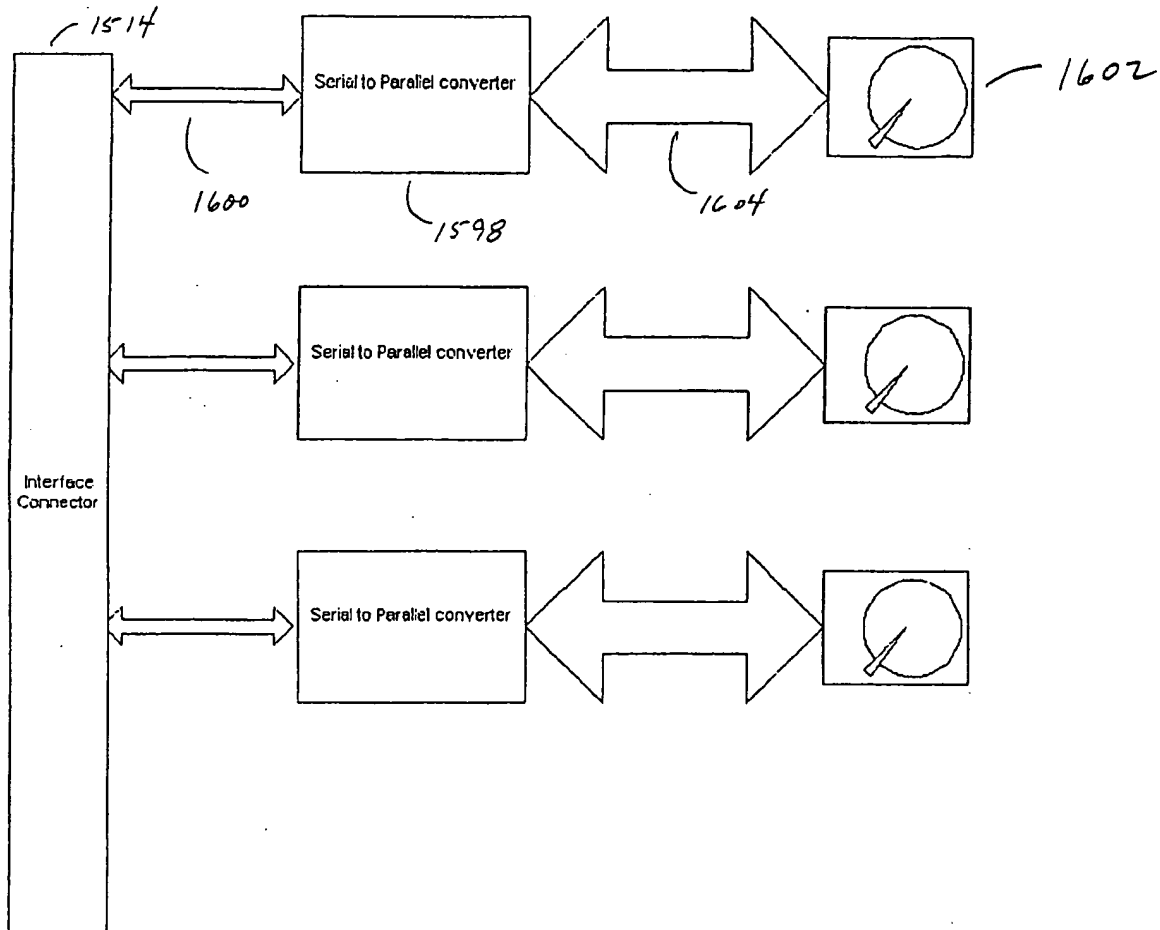 1514
Serial to Parallel converter
1602
1600
1604
1598
Serial to Parallel converter
Interface
Connector
Serial to Parallel converter